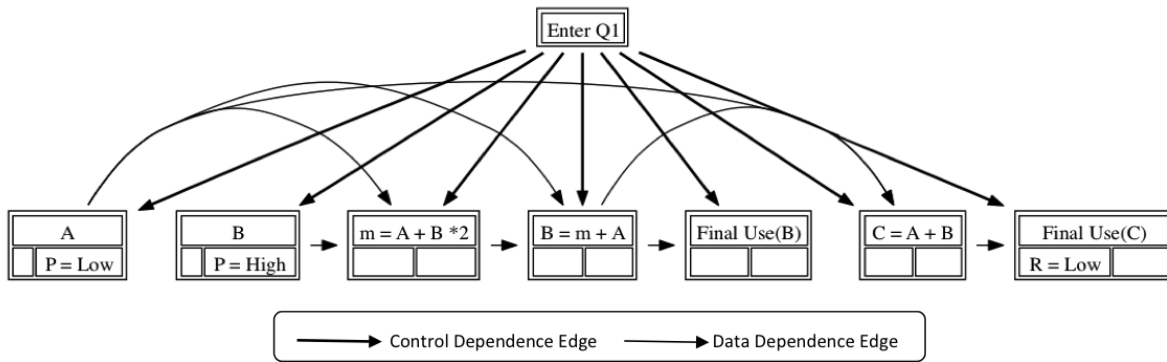 Enter Q1
A
P = Low
B
P = High
m = A + B *2
B = m + A
Final Use(B)
C = A + B
Final Use(C)
R = Low
Control Dependence Edge
Data Dependence Edge